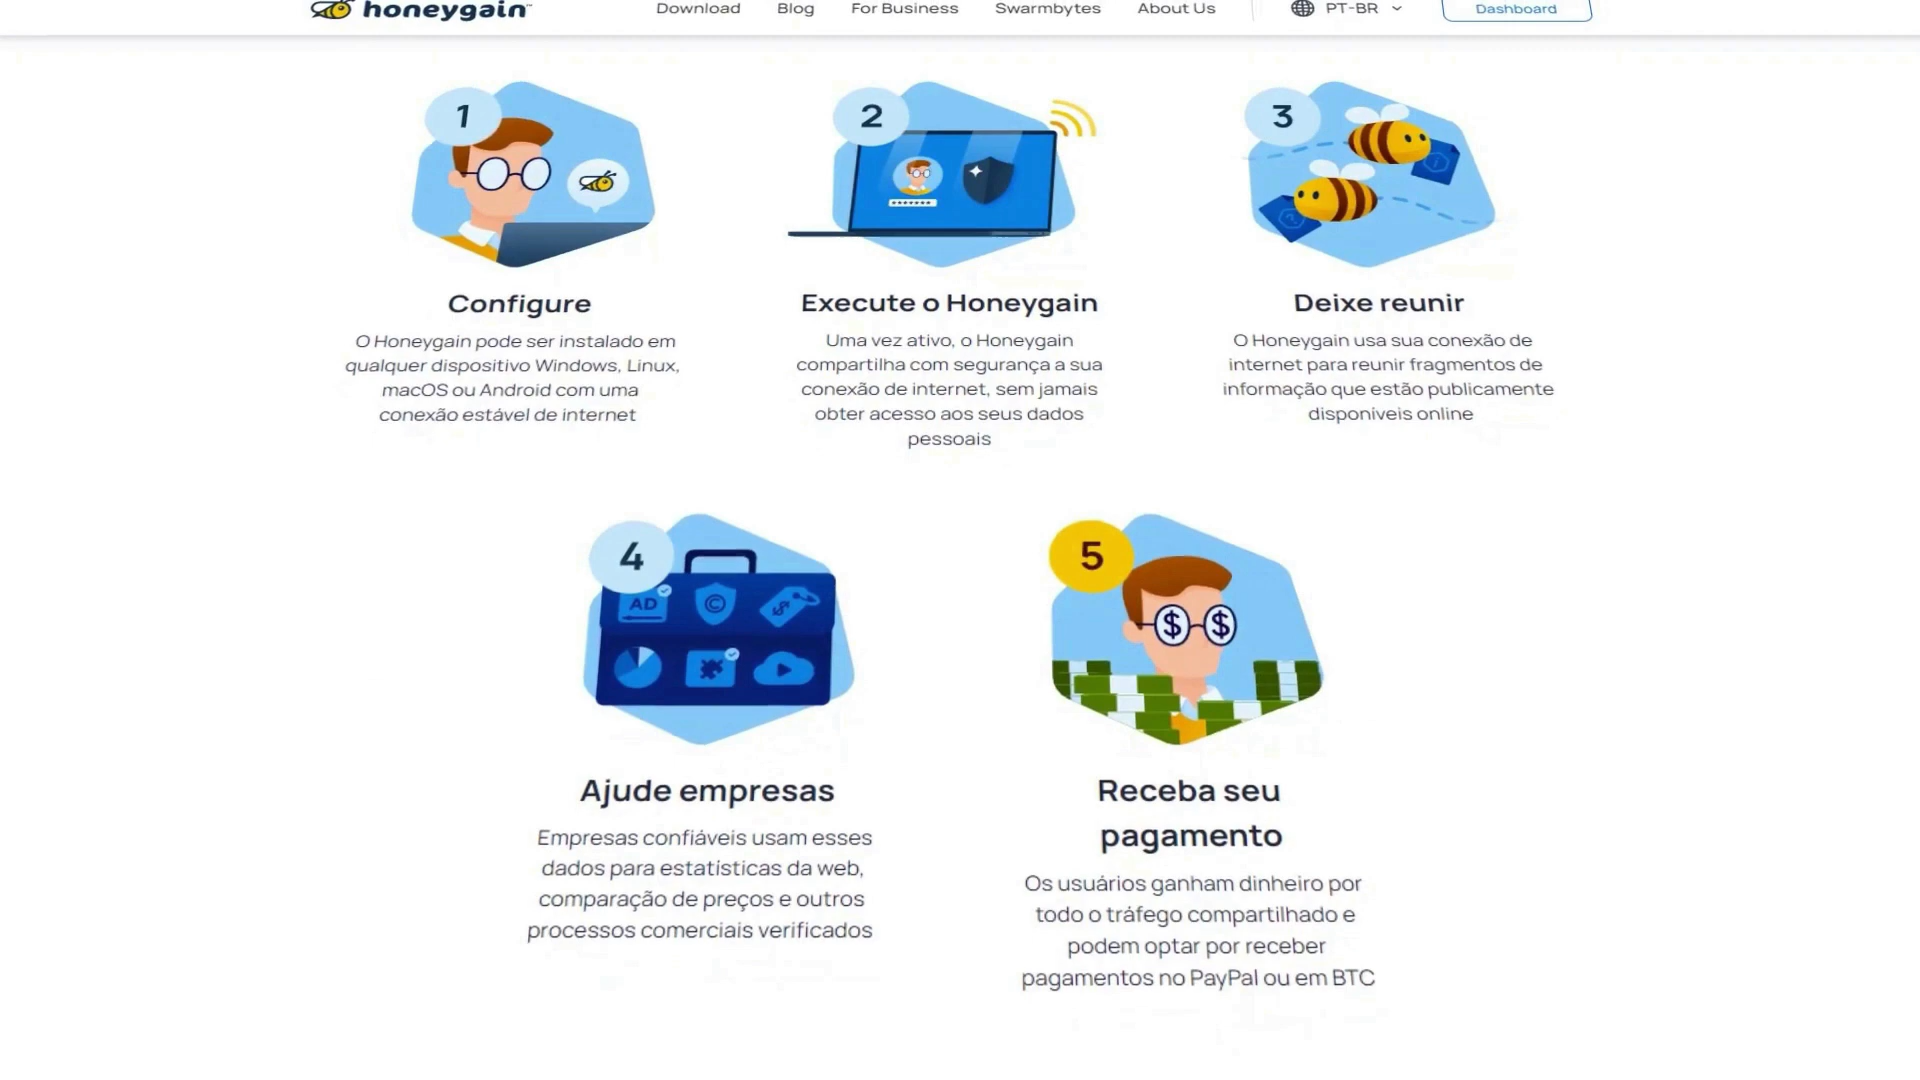 honeygain
Download
Blog
For Business
Swarmbytes
About Us
PT-BR
Dashboard
1
Configure
O Honeygain pode ser instalado em
qualquer dispositivo Windows, Linux,
macOS ou Android com uma
conexão estável de internet
2
Execute o Honeygain
Uma vez ativo, o Honeygain
compartilha com segurança a sua
conexão de internet, sem jamais
obter acesso aos seus dados
pessoais
3
Deixe reunir
O Honeygain usa sua conexão de
internet para reunir fragmentos de
informação que estão publicamente
disponíveis online
4
AD
©
$
Ajude empresas
Empresas confiáveis usam esses
dados para estatísticas da web,
comparação de preços e outros
processos comerciais verificados
5
$ $
Receba seu
pagamento
Os usuários ganham dinheiro por
todo o tráfego compartilhado e
podem optar por receber
pagamentos no PayPal ou em BTC